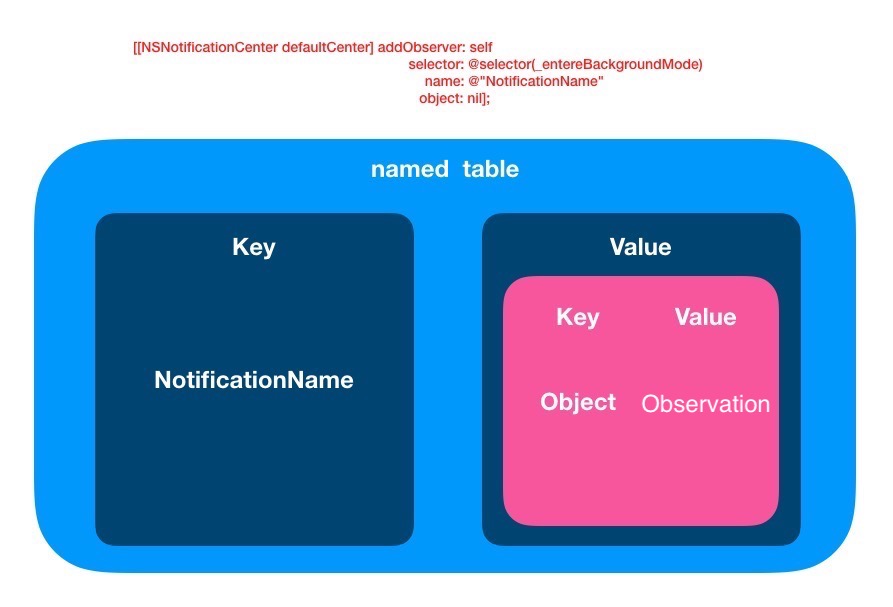 [[NSNotificationCenter defaultCenter] addObserver: self
selector: @selector(_entereBackgroundMode)
name: @"NotificationName"
object: nil];
named table
Key
Value
Key Value
NotificationName
Object Observation